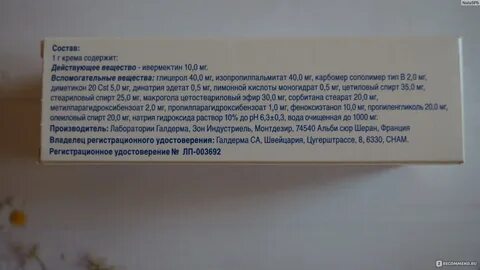 NutaSPb
Состав:
1 г крема содержит:
Действующее вещество - ивермектин 10,0 мг.
Вспомогательные вещества: глицерол 40,0 мг, изопропилпальмитат 40,0 мг, карбомер сополимер тип B 2,0 мг,
диметикон 20 Cst 5,0 мг, динатрия эдетат 0,5 мг, лимонной кислоты моногидрат 0,5 мг, цетиловый спирт 35,0 мг,
стеариловый спирт 25,0 мг, макрогола цетостеариловый эфир 30,0 мг, сорбитана стеарат 20,0 мг,
метилпарагидроксибензоат 2,0 мг, пропилпарагидроксибензоат 1,0 мг, феноксиэтанол 10,0 мг, пропиленгликоль 20,0 мг,
олеиловый спирт 20,0 мг, натрия гидроксида раствор 10% до pH 6,3±0,3, вода очищенная до 1000 мг.
Производитель: Лаборатории Галдерма, Зон Индустриель, Монтдезир, 74540 Альби сюр Шеран, Франция
Владелец регистрационного удостоверения: Галдерма СА, Швейцария, Цугерштрассе, 8, 6330, CHAM.
Регистрационное удостоверение № ЛП-003692
IRECOMMEND.RU